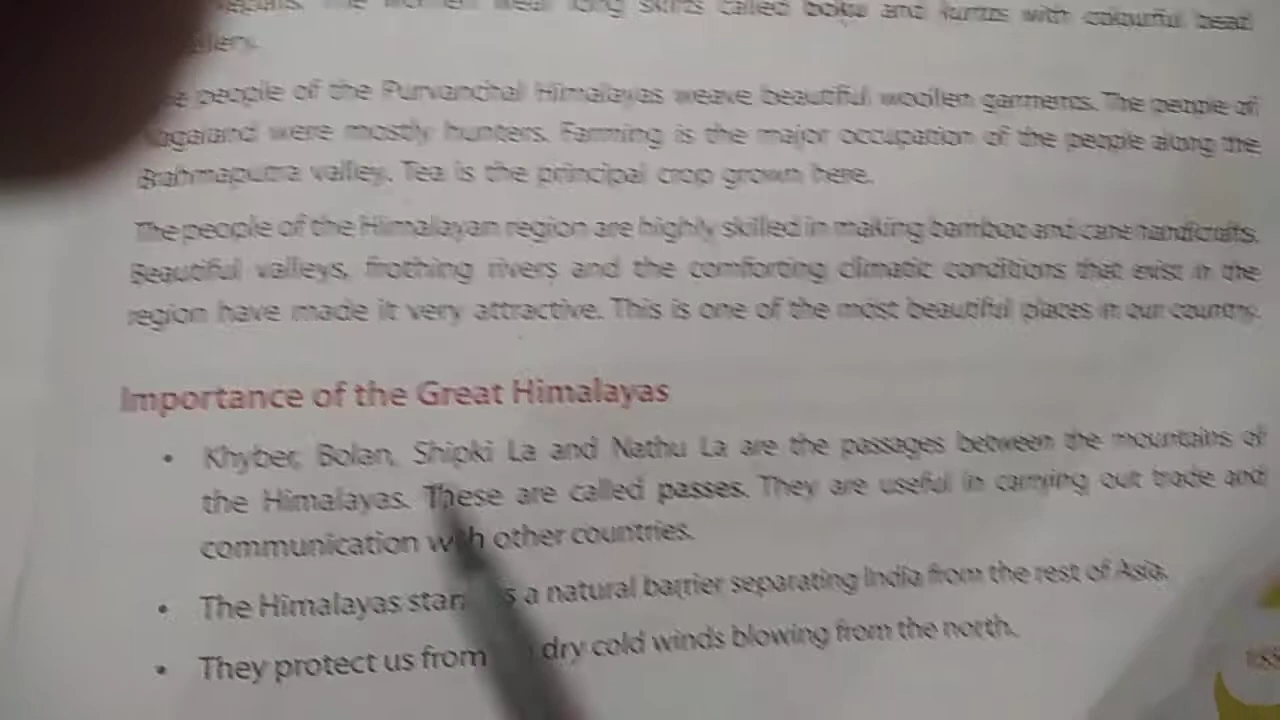 The women wear long skirts called boku and kurtas with colourful bead
people of the Purvanchal Himalayas weave beautiful woollen garments. The people of
were mostly hunters. Farming is the major occupation of the people along the
Brahmaputra valley. Tea is the principal crop grown here.
The people of the Himalayan region are highly skilled in making bamboo and cane handicrafts.
Beautiful valleys, frothing rivers and the comforting climatic conditions that exist in the
region have made it very attractive. This is one of the most beautiful places in our country.
Importance of the Great Himalayas
• Khyber, Bolan, Shipki La and Nathu La are the passages between the mountains of
the Himalayas. These are called passes. They are useful in carrying out trade and
communication with other countries.
• The Himalayas a natural barrier separating India from the rest of Asia.
• They protect us from dry cold winds blowing from the north.